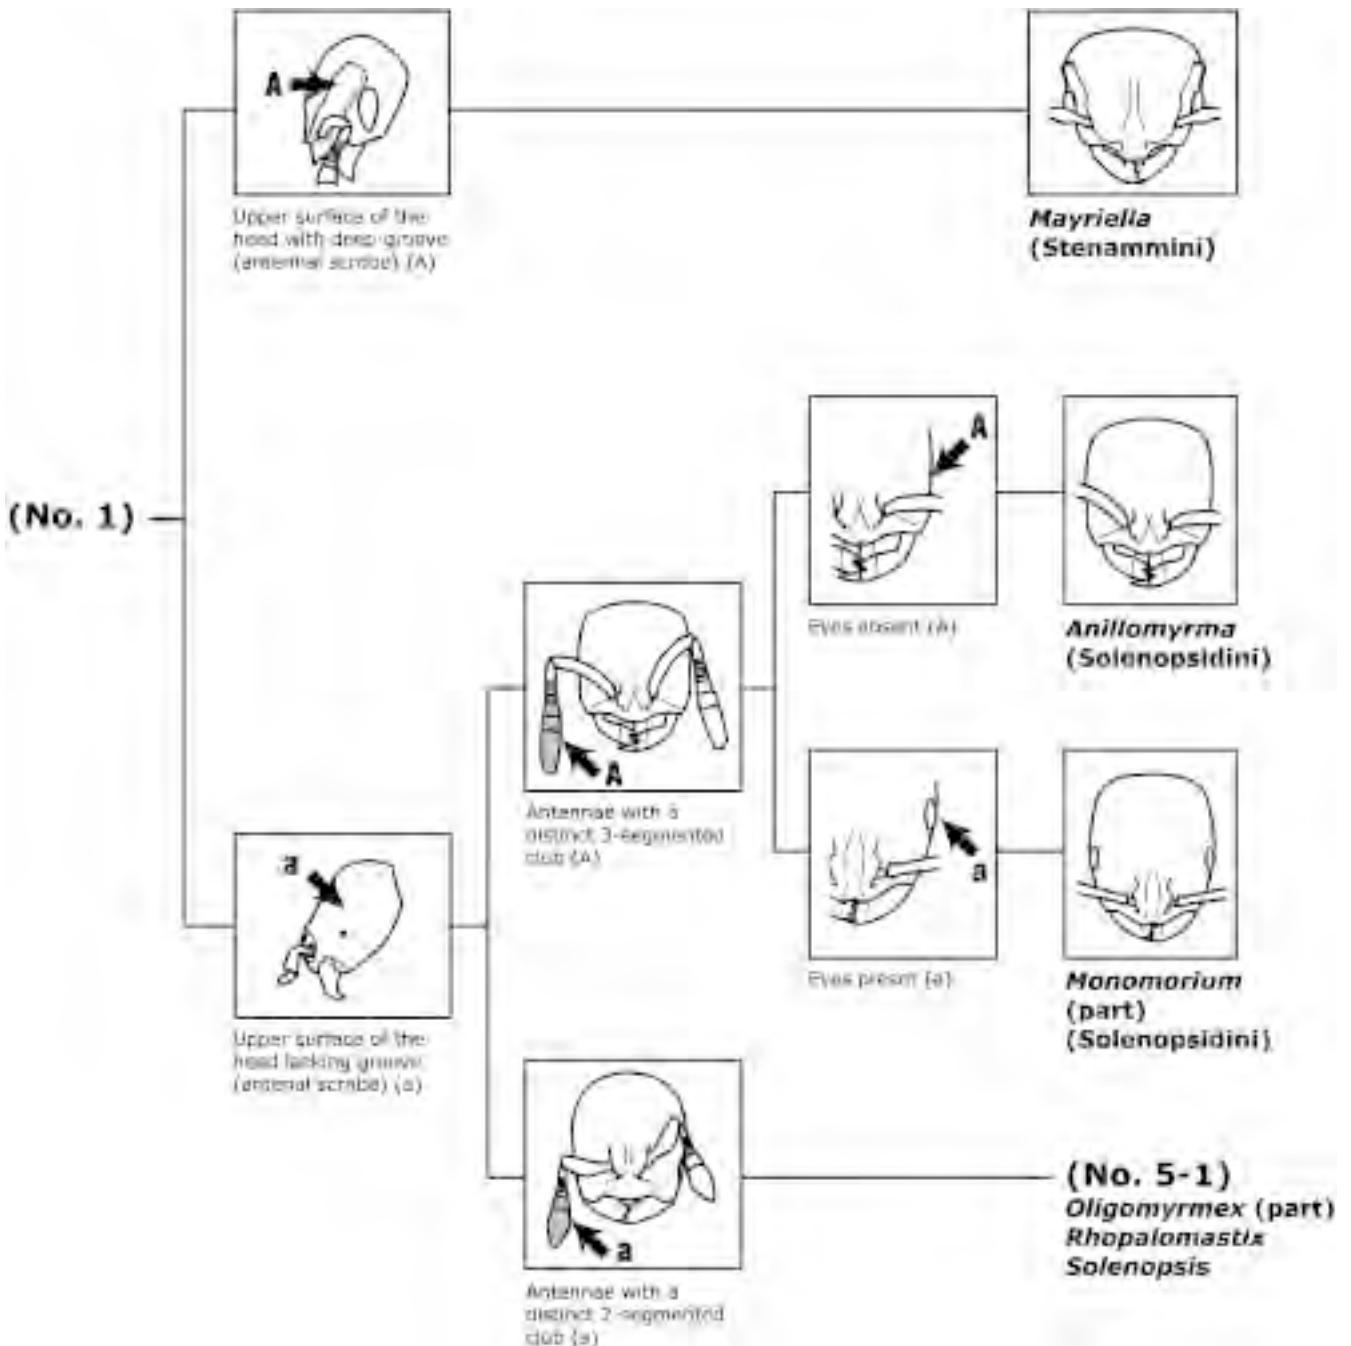 A
Upper surface of the
head with deep groove
(antennal scrobe) (A)
Mayriella
(Stenammini)
(No. 1)
A
Eyes absent (A)
Anillomyrma
(Solenopsidini)
A
Antennae with a
distinct 3-segmented
club (A)
a
Eyes present (a)
Monomorium
(part)
(Solenopsidini)
a
Upper surface of the
head lacking groove
(antenal scrobe) (a)
a
Antennae with a
distinct 2-segmented
club (a)
(No. 5-1)
Oligomyrmex (part)
Rhopalomastix
Solenopsis